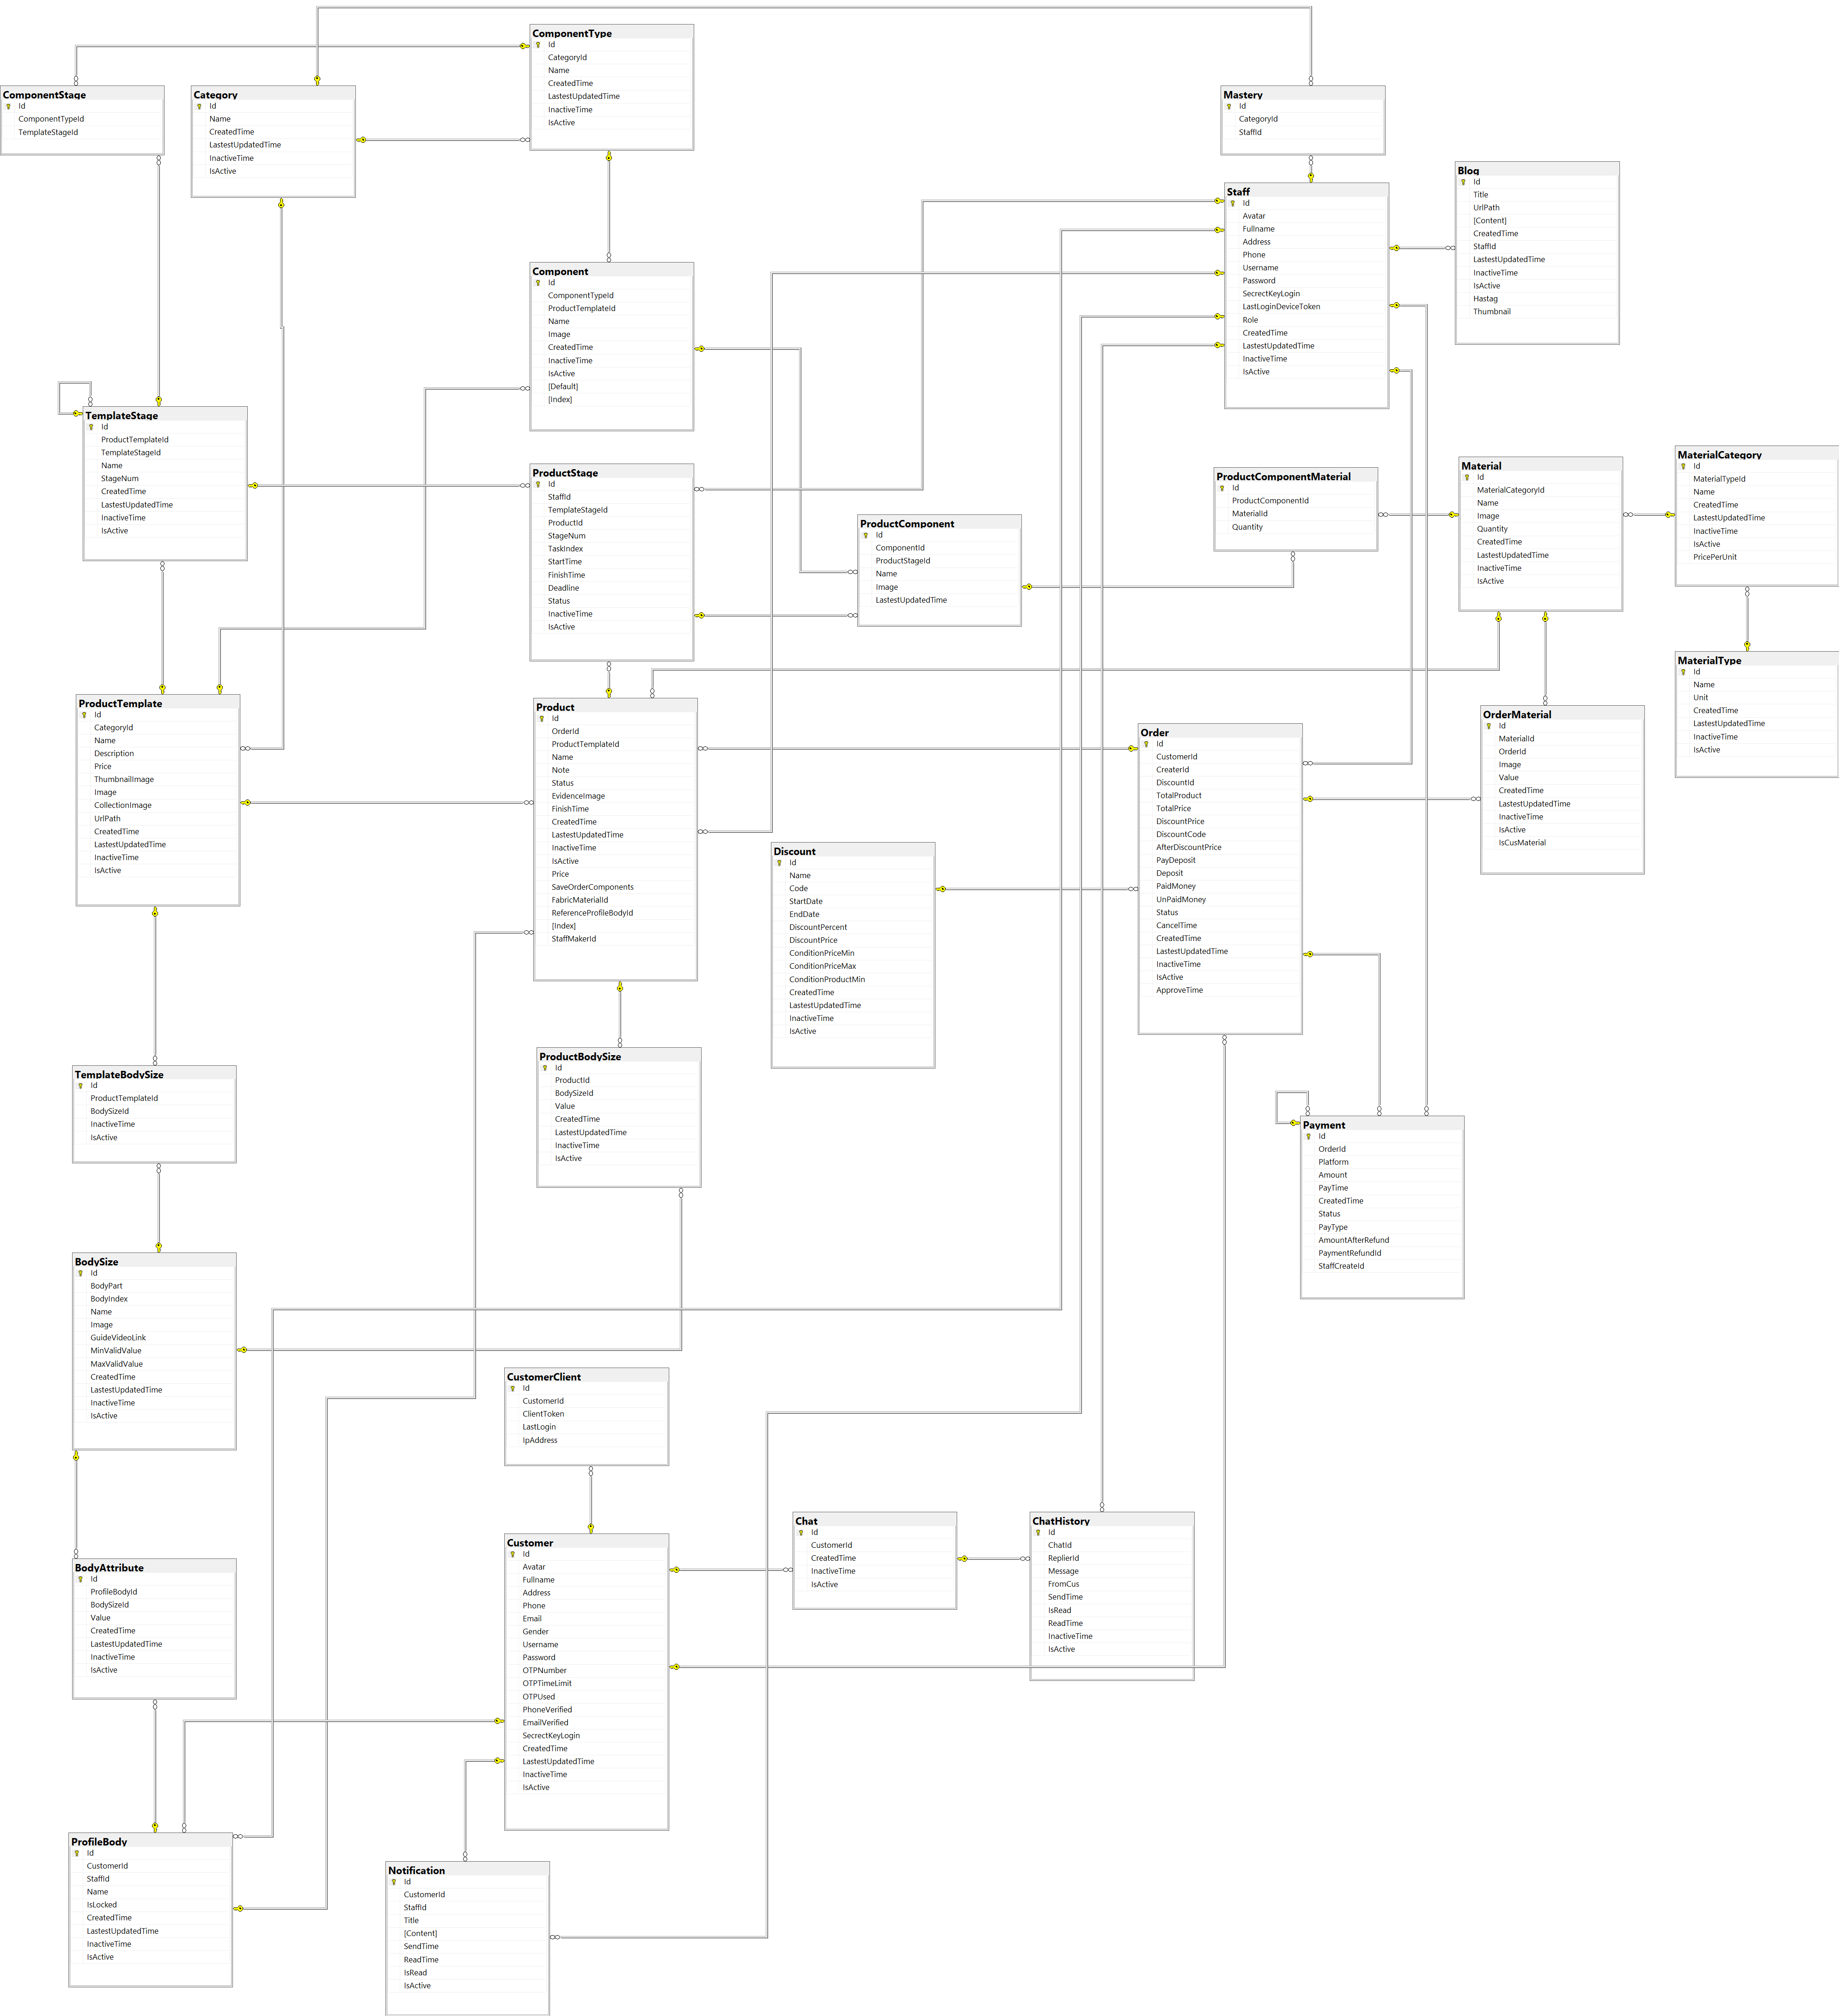 ComponentType
Id
CategoryId
Name
CreatedTime
LastestUpdatedTime
InactiveTime
IsActive
ComponentStage
Id
ComponentTypeId
TemplateStageId
Category
Id
Name
CreatedTime
LastestUpdatedTime
InactiveTime
IsActive
Mastery
Id
CategoryId
StaffId
Blog
Id
Title
UrlPath
[Content]
CreatedTime
StaffId
LastestUpdatedTime
InactiveTime
IsActive
Hastag
Thumbnail
Staff
Id
Avatar
Fullname
Address
Phone
Username
Password
SecrectKeyLogin
LastLoginDeviceToken
Role
CreatedTime
LastestUpdatedTime
InactiveTime
IsActive
Component
Id
ComponentTypeId
ProductTemplateId
Name
Image
CreatedTime
InactiveTime
IsActive
[Default]
[Index]
TemplateStage
Id
ProductTemplateId
TemplateStageId
Name
StageNum
CreatedTime
LastestUpdatedTime
InactiveTime
IsActive
ProductStage
Id
StaffId
TemplateStageId
ProductId
StageNum
TaskIndex
StartTime
FinishTime
Deadline
Status
InactiveTime
IsActive
ProductComponent
Id
ComponentId
ProductStageId
Name
Image
LastestUpdatedTime
ProductComponentMaterial
Id
ProductComponentId
MaterialId
Quantity
Material
Id
MaterialCategoryId
Name
Image
Quantity
CreatedTime
LastestUpdatedTime
InactiveTime
IsActive
MaterialCategory
Id
MaterialTypeId
Name
CreatedTime
LastestUpdatedTime
InactiveTime
IsActive
PricePerUnit
MaterialType
Id
Name
Unit
CreatedTime
LastestUpdatedTime
InactiveTime
IsActive
ProductTemplate
Id
CategoryId
Name
Description
Price
ThumbnailImage
Image
CollectionImage
UrlPath
CreatedTime
LastestUpdatedTime
InactiveTime
IsActive
Product
Id
OrderId
ProductTemplateId
Name
Note
Status
EvidenceImage
FinishTime
CreatedTime
LastestUpdatedTime
InactiveTime
IsActive
Price
SaveOrderComponents
FabricMaterialId
ReferenceProfileBodyId
[Index]
StaffMakerId
Order
Id
CustomerId
CreaterId
DiscountId
TotalProduct
TotalPrice
DiscountPrice
DiscountCode
AfterDiscountPrice
PayDeposit
Deposit
PaidMoney
UnPaidMoney
Status
CancelTime
CreatedTime
LastestUpdatedTime
InactiveTime
IsActive
ApproveTime
OrderMaterial
Id
MaterialId
OrderId
Image
Value
CreatedTime
LastestUpdatedTime
InactiveTime
IsActive
IsCusMaterial
Discount
Id
Name
Code
StartDate
EndDate
DiscountPercent
DiscountPrice
ConditionPriceMin
ConditionPriceMax
ConditionProductMin
CreatedTime
LastestUpdatedTime
InactiveTime
IsActive
TemplateBodySize
Id
ProductTemplateId
BodySizeId
InactiveTime
IsActive
ProductBodySize
Id
ProductId
BodySizeId
Value
CreatedTime
LastestUpdatedTime
InactiveTime
IsActive
Payment
Id
OrderId
Platform
Amount
PayTime
CreatedTime
Status
PayType
AmountAfterRefund
PaymentRefundId
StaffCreateId
BodySize
Id
BodyPart
BodyIndex
Name
Image
GuideVideoLink
MinValidValue
MaxValidValue
CreatedTime
LastestUpdatedTime
InactiveTime
IsActive
CustomerClient
Id
CustomerId
ClientToken
LastLogin
IpAddress
Customer
Id
Avatar
Fullname
Address
Phone
Email
Gender
Username
Password
OTPNumber
OTPTimeLimit
OTPUsed
PhoneVerified
EmailVerified
SecrectKeyLogin
CreatedTime
LastestUpdatedTime
InactiveTime
IsActive
Chat
Id
CustomerId
CreatedTime
InactiveTime
IsActive
ChatHistory
Id
ChatId
ReplierId
Message
FromCus
SendTime
IsRead
ReadTime
InactiveTime
IsActive
BodyAttribute
Id
ProfileBodyId
BodySizeId
Value
CreatedTime
LastestUpdatedTime
InactiveTime
IsActive
ProfileBody
Id
CustomerId
StaffId
Name
IsLocked
CreatedTime
LastestUpdatedTime
InactiveTime
IsActive
Notification
Id
CustomerId
StaffId
Title
[Content]
SendTime
ReadTime
IsRead
IsActive